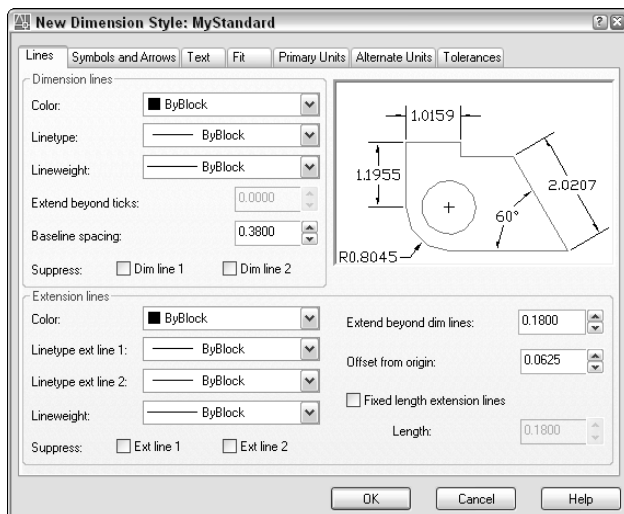 New Dimension Style: MyStandard
Lines Symbols and Arrows Text Fit Primary Units Alternate Units Tolerances
Dimension lines
Color: ByBlock
Linetype: ByBlock
Lineweight: ByBlock
Extend beyond ticks: 0.0000
Baseline spacing: 0.3800
Suppress: Dim line 1 Dim line 2
1.0159
1.1955
2.0207
60°
R0.8045
Extension lines
Color: ByBlock
Linetype ext line 1: ByBlock
Linetype ext line 2: ByBlock
Lineweight: ByBlock
Suppress: Ext line 1 Ext line 2
Extend beyond dim lines: 0.1800
Offset from origin: 0.0625
Fixed length extension lines
Length: 0.1800
OK Cancel Help